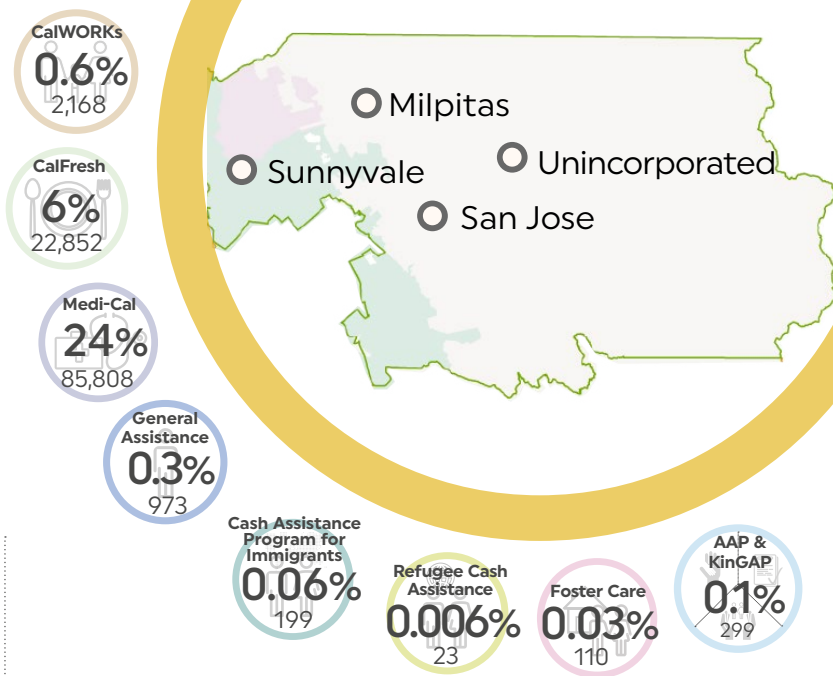 CalWORKs
0.6%
2,168
CalFresh
6%
22,852
Medi-Cal
24%
85,808
General
Assistance
0.3%
973
Cash Assistance
Program for
Immigrants
0.06%
199
Refugee Cash
Assistance
0.006%
23
Foster Care
0.03%
110
AAP &
KinGAP
0.1%
299
Milpitas
Sunnyvale
Unincorporated
San Jose